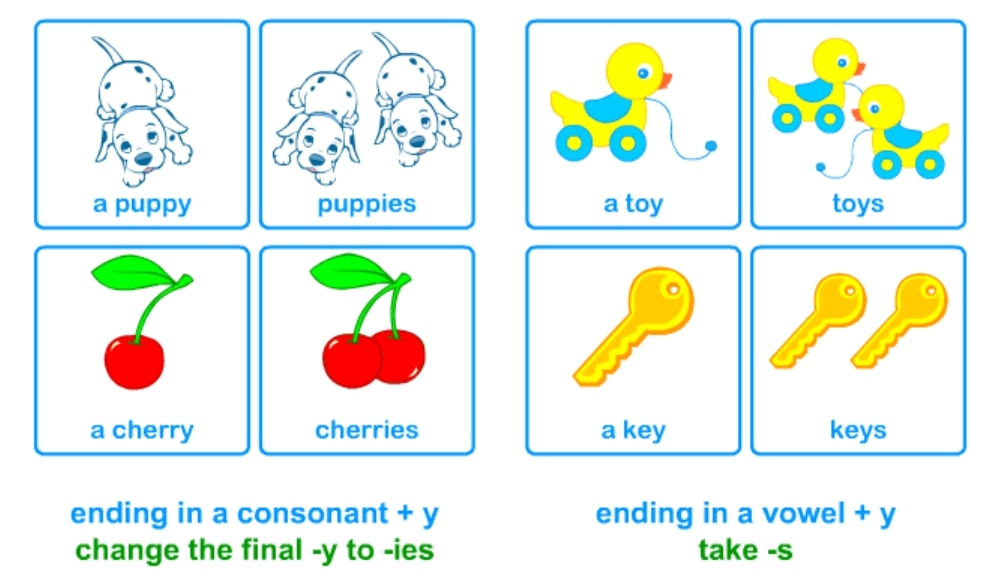 a puppy
puppies
a toy
toys
a cherry
cherries
a key
keys
ending in a consonant + y
change the final -y to -ies
ending in a vowel + y
take -s